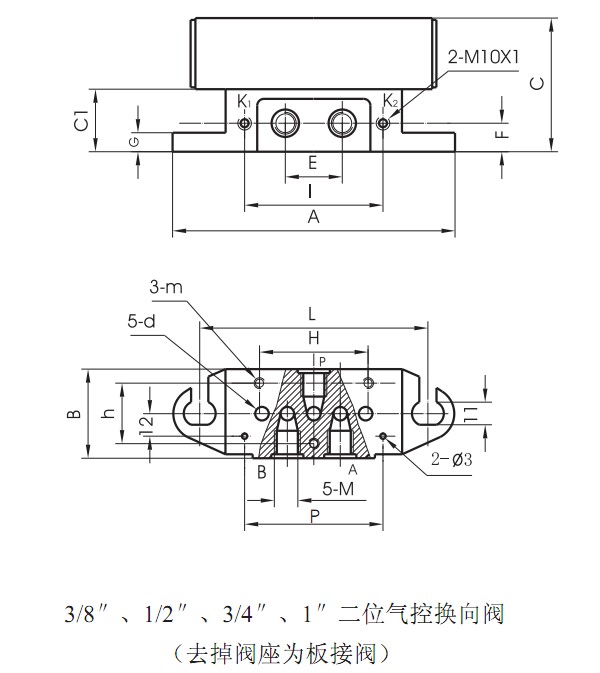 2-M10X1
C
K1
K2
C1
G
F
E
I
A
3-m
L
5-d
H
P
B
h
12
11
B
A
2-Ø3
5-M
P
3/8″、1/2″、3/4″、1″二位气控换向阀
（去掉阀座为板接阀）